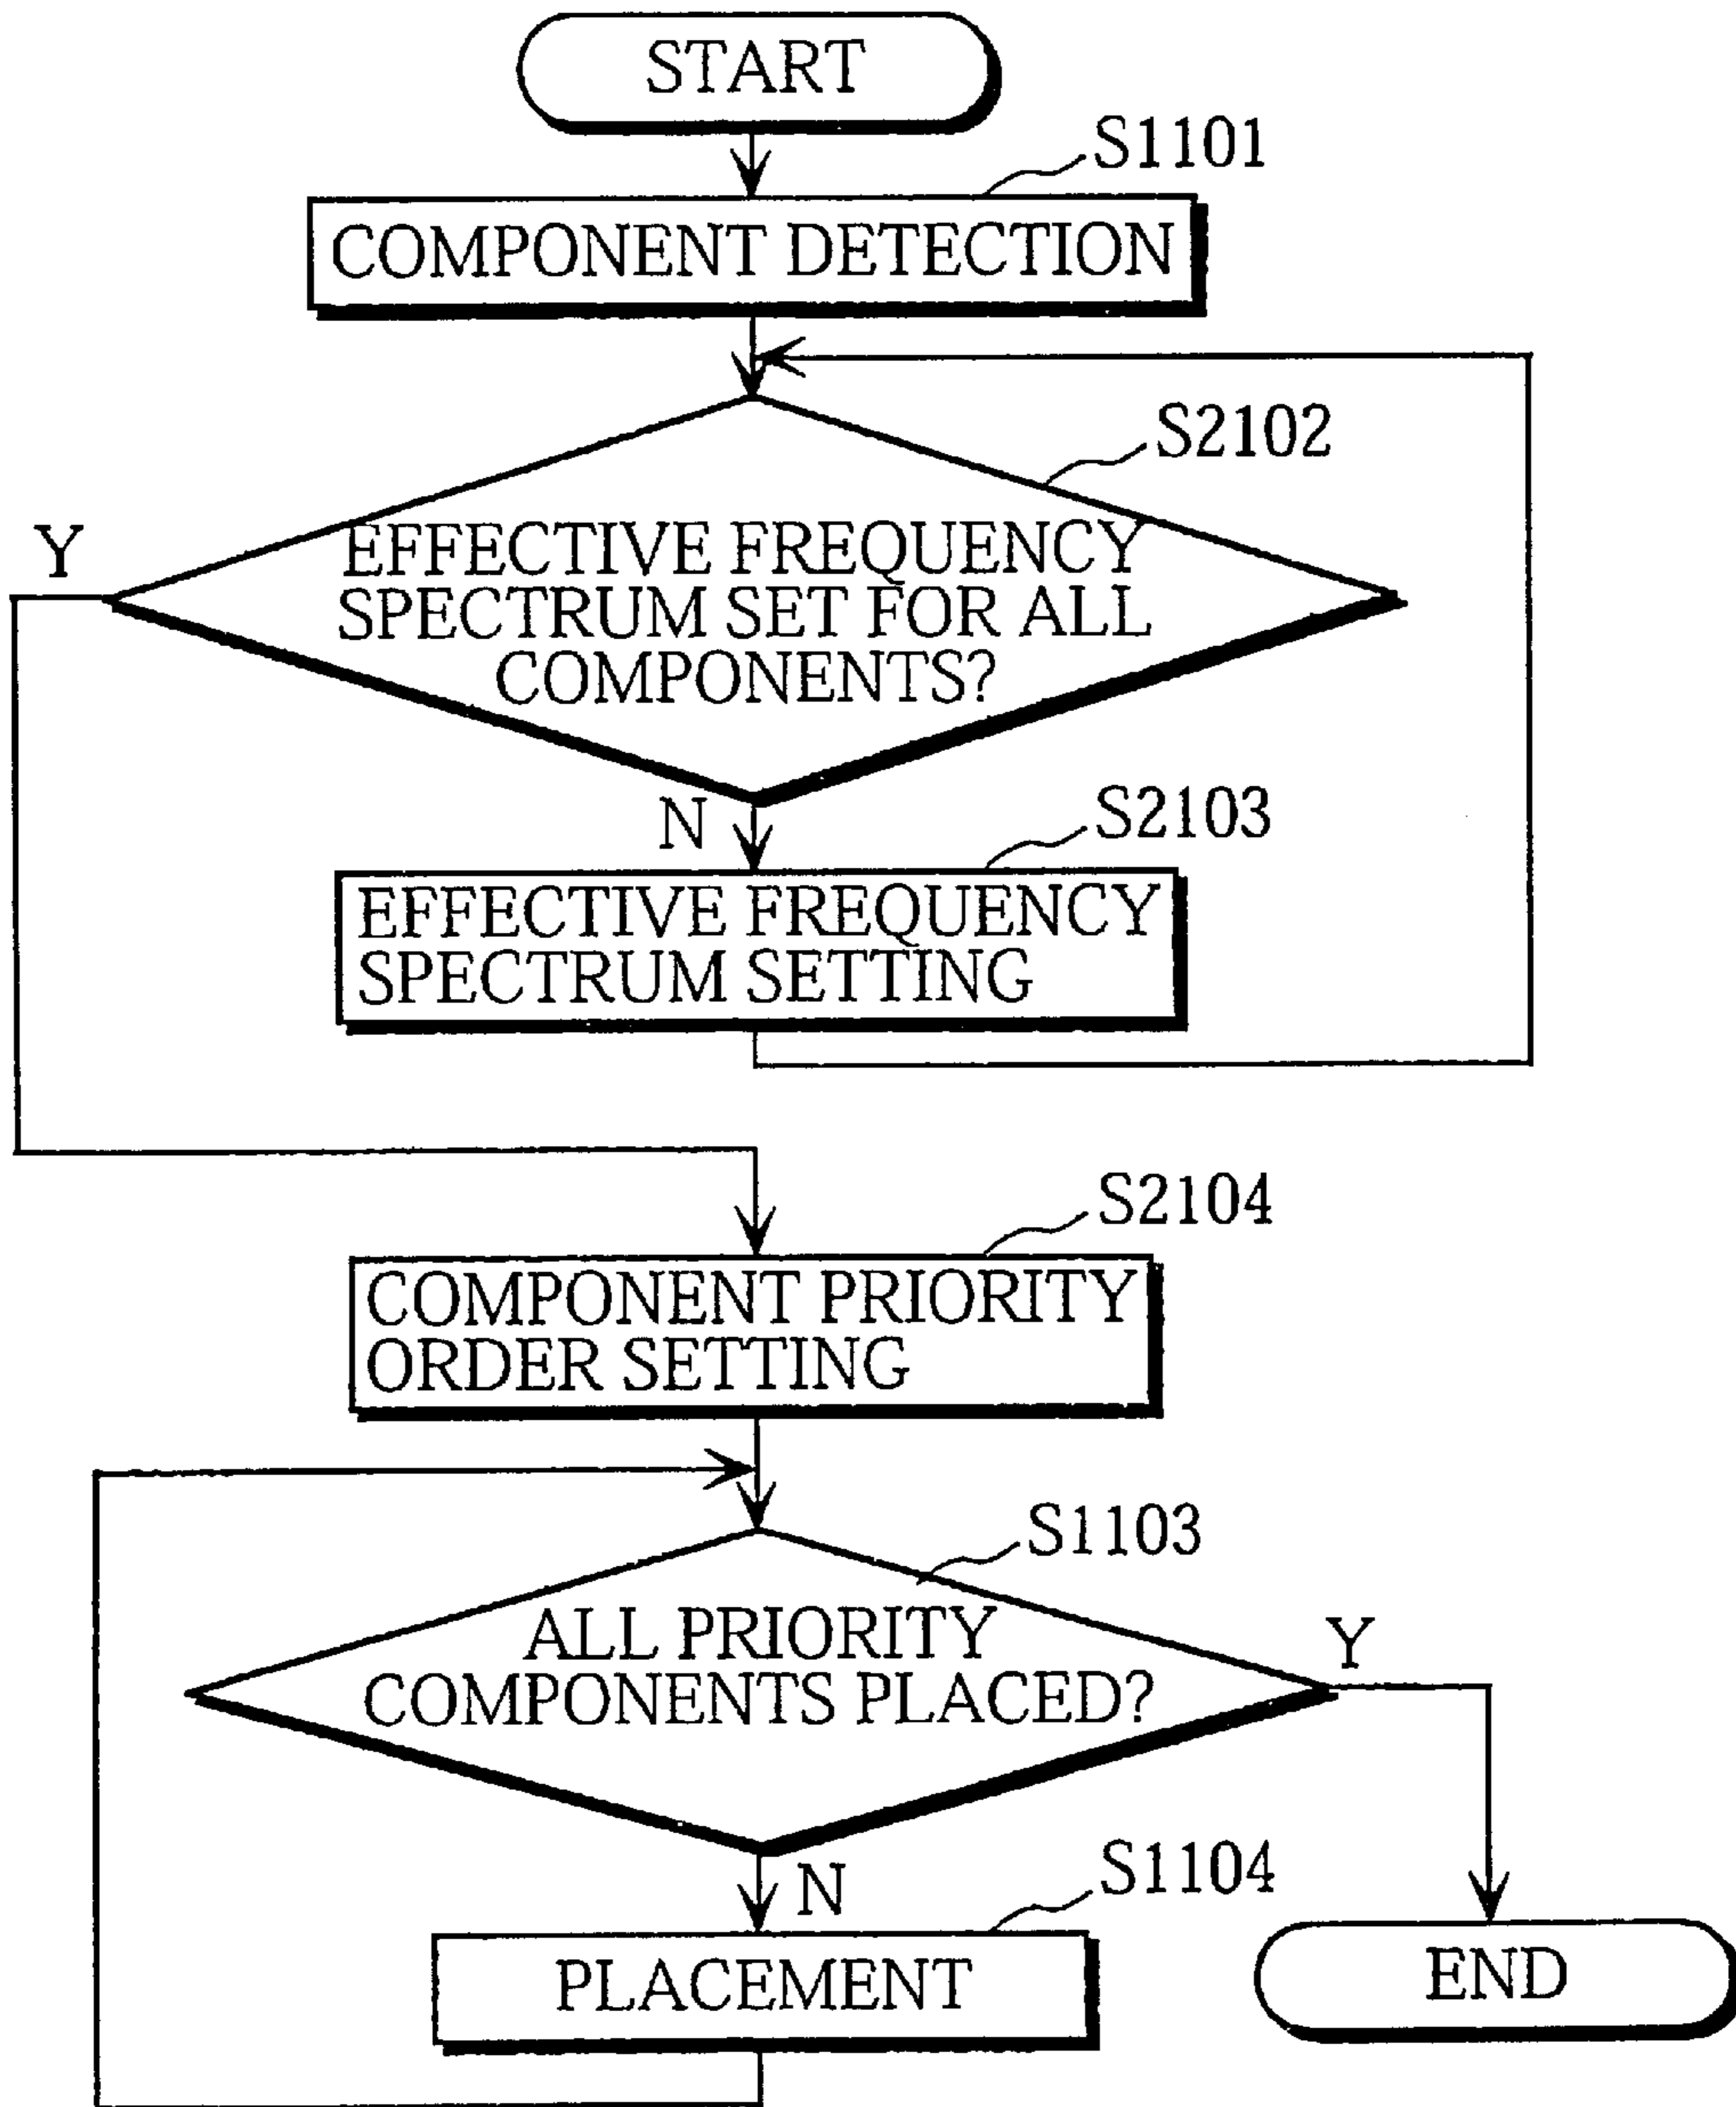 START
S1101
COMPONENT DETECTION
S2102
Y
EFFECTIVE FREQUENCY
SPECTRUM SET FOR ALL
COMPONENTS?
N
S2103
EFFECTIVE FREQUENCY
SPECTRUM SETTING
S2104
COMPONENT PRIORITY
ORDER SETTING
S1103
ALL PRIORITY
COMPONENTS PLACED?
Y
N
S1104
PLACEMENT
END